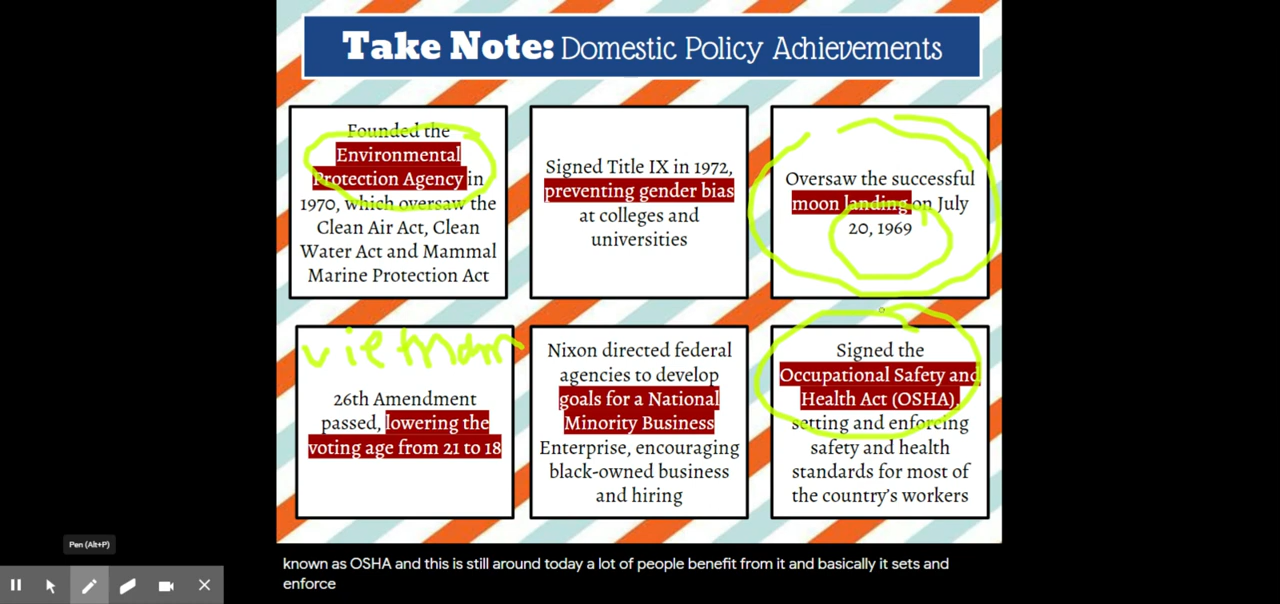 Take Note: Domestic Policy Achievements
Founded the
Environmental
Protection Agency in
1970, which oversaw the
Clean Air Act, Clean
Water Act and Mammal
Marine Protection Act
Signed Title IX in 1972,
preventing gender bias
at colleges and
universities
Oversaw the successful
moon landing on July
20, 1969
vietnam
26th Amendment
passed, lowering the
voting age from 21 to 18
Nixon directed federal
agencies to develop
goals for a National
Minority Business
Enterprise, encouraging
black-owned business
and hiring
Signed the
Occupational Safety and
Health Act (OSHA),
setting and enforcing
safety and health
standards for most of
the country's workers
Pen (Alt+P)
known as OSHA and this is still around today a lot of people benefit from it and basically it sets and
enforce